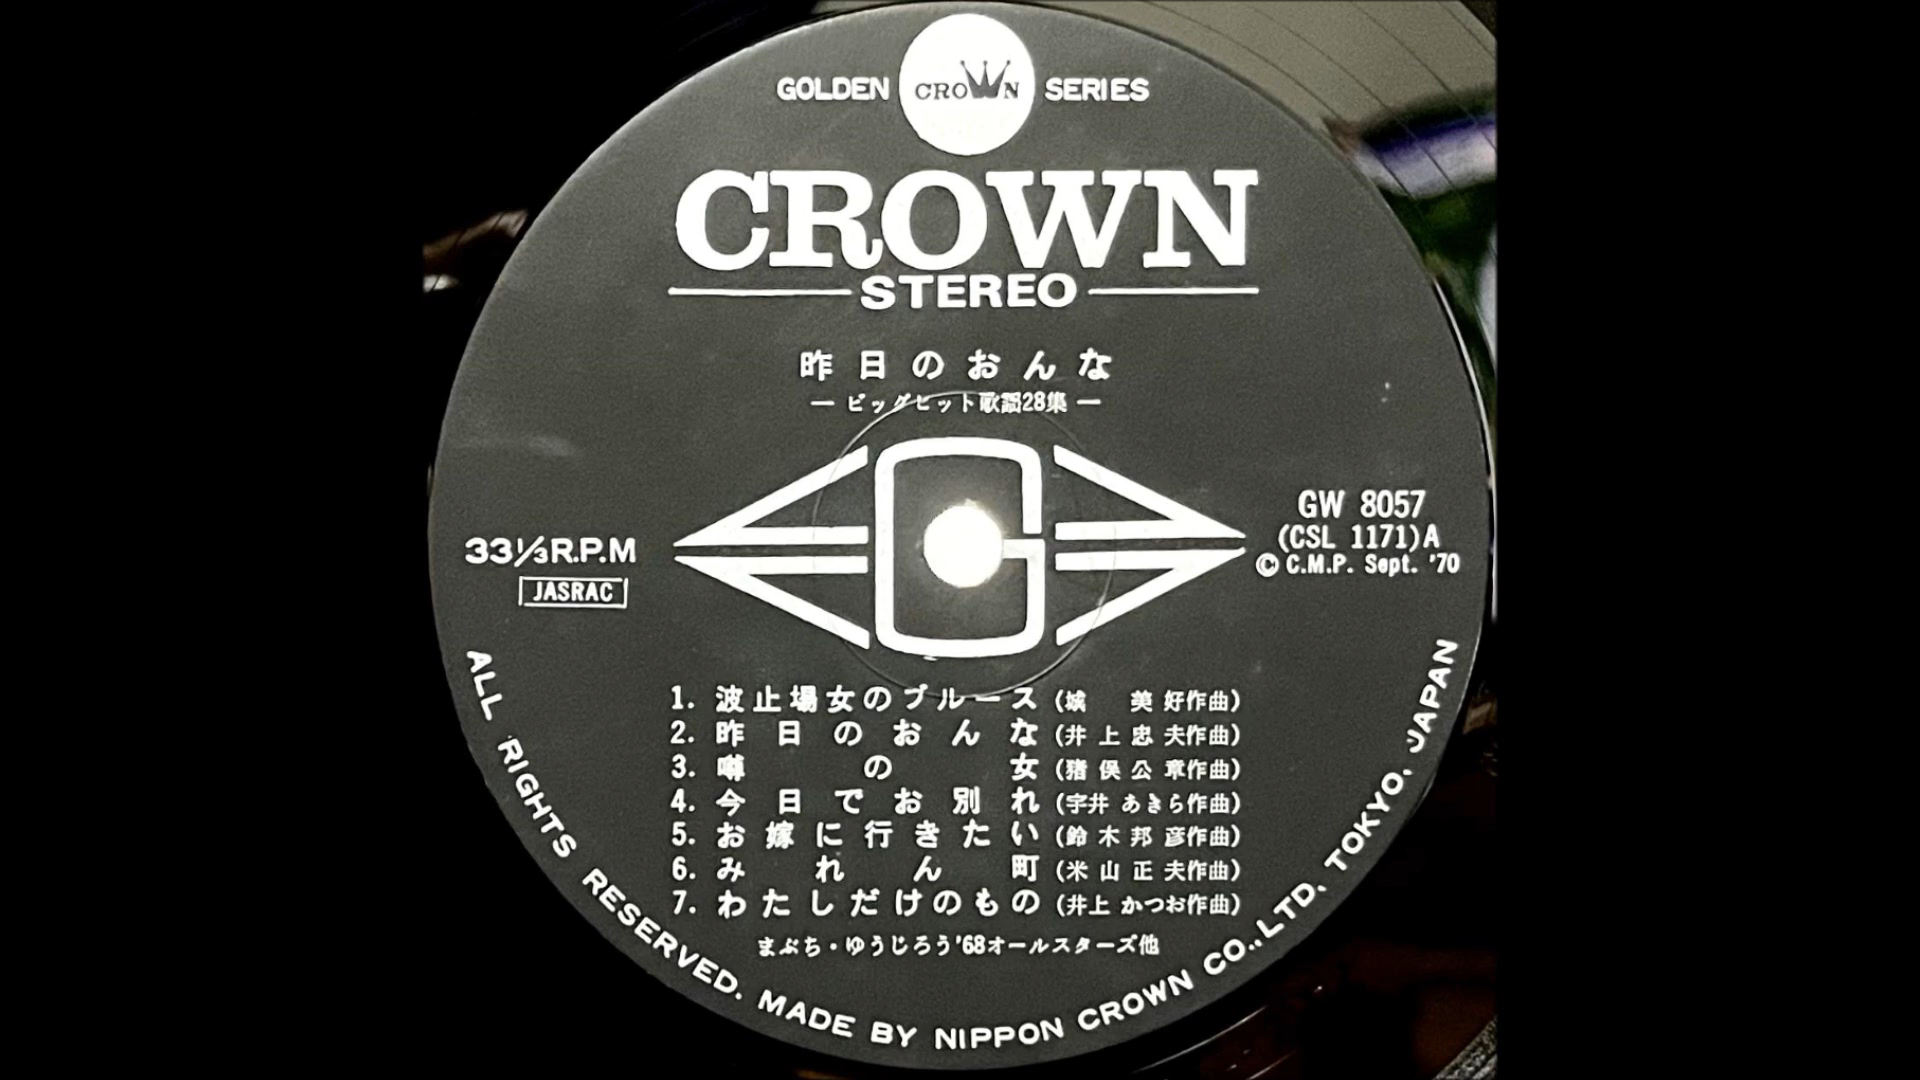 GOLDEN CROWN SERIES
CROWN
STEREO
昨日のおんな
— ビッグヒット歌謡28集 —
G
33⅓R.P.M
JASRAC
GW 8057
(CSL 1171)A
© C.M.P. Sept. '70
1. 波止場女のブルース (城 美好作曲)
2. 昨日のおんな (井上忠夫作曲)
3. 噂の女 (猪俣公章作曲)
4. 今日でお別れ (宇井あきら作曲)
5. お嫁に行きたい (鈴木邦彦作曲)
6. みれん町 (米山正夫作曲)
7. わたしだけのもの (井上かつお作曲)
まぶち・ゆうじろう'68オールスターズ他
ALL RIGHTS RESERVED. MADE BY NIPPON CROWN CO.,LTD. TOKYO. JAPAN